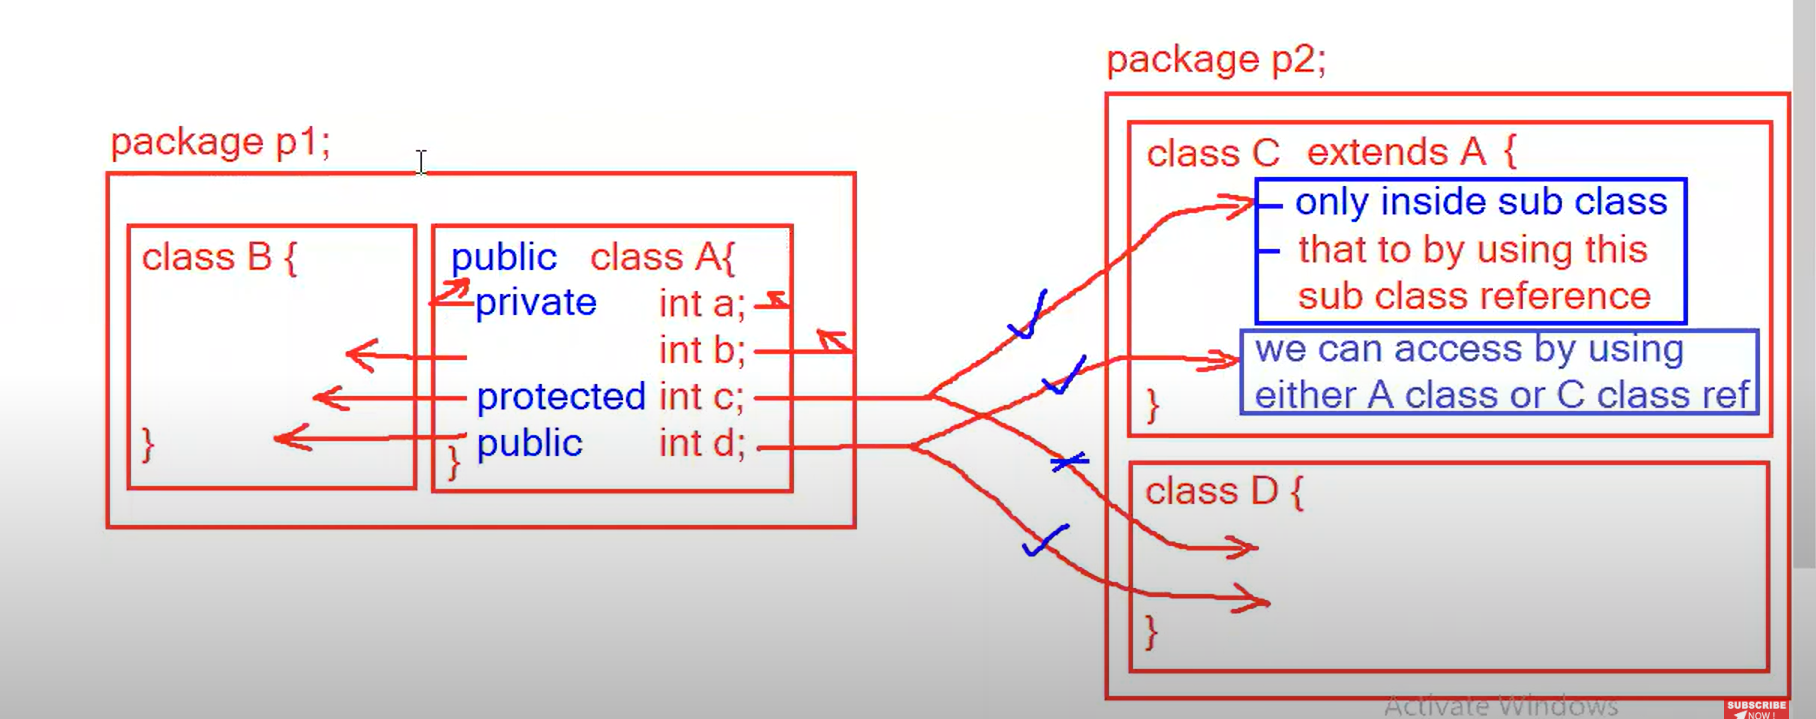 package p1;
class B {
}
public class A{
private int a;
int b;
protected int c;
public int d;
}
package p2;
class C extends A {
only inside sub class
that to by using this
sub class reference
we can access by using
either A class or C class ref
}
class D {
}
Activate Windows
SUBSCRIBE
NOW!